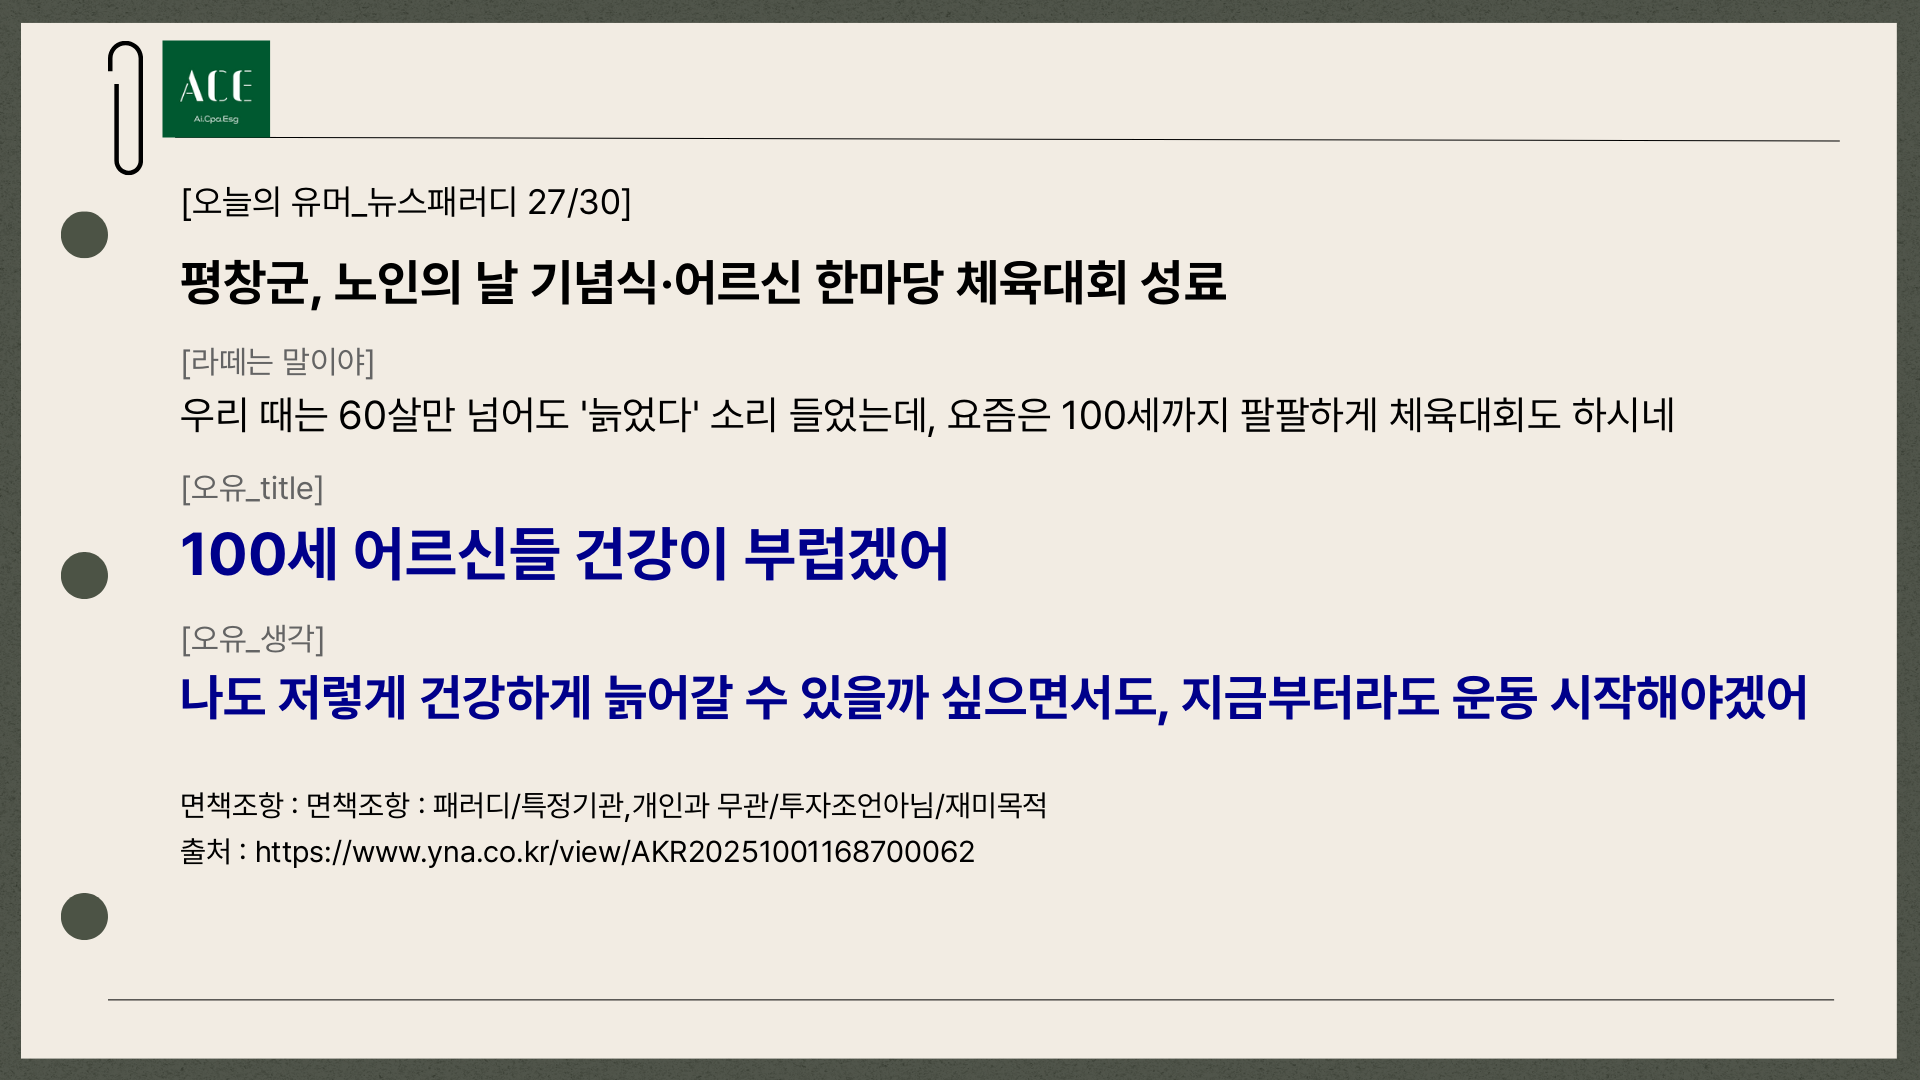 ACE
Ai.Cpa.Esg
[오늘의 유머_뉴스패러디 27/30]
평창군, 노인의 날 기념식·어르신 한마당 체육대회 성료
[라떼는 말이야]
우리 때는 60살만 넘어도 '늙었다' 소리 들었는데, 요즘은 100세까지 팔팔하게 체육대회도 하시네
[오유_title]
100세 어르신들 건강이 부럽겠어
[오유_생각]
나도 저렇게 건강하게 늙어갈 수 있을까 싶으면서도, 지금부터라도 운동 시작해야겠어
면책조항 : 면책조항 : 패러디/특정기관,개인과 무관/투자조언아님/재미목적
출처 : https://www.yna.co.kr/view/AKR20251001168700062